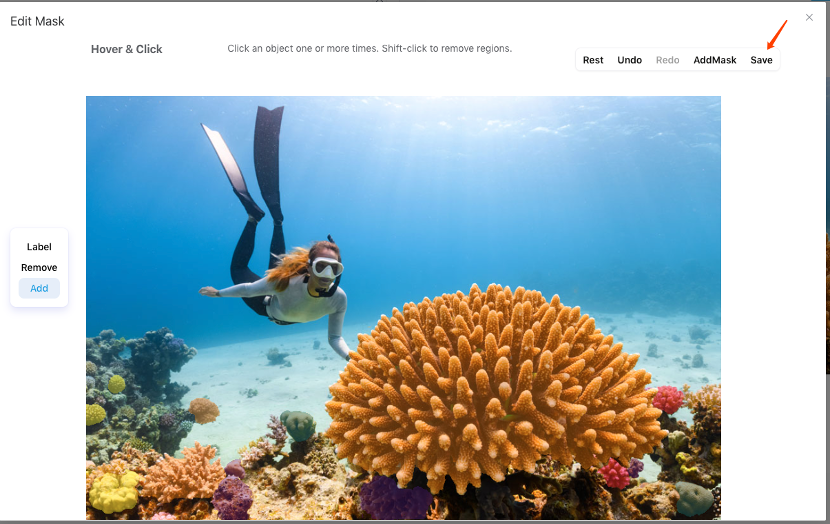 Edit Mask
Hover & Click
Click an object one or more times. Shift-click to remove regions.
Rest Undo Redo AddMask Save
Label
Remove
Add